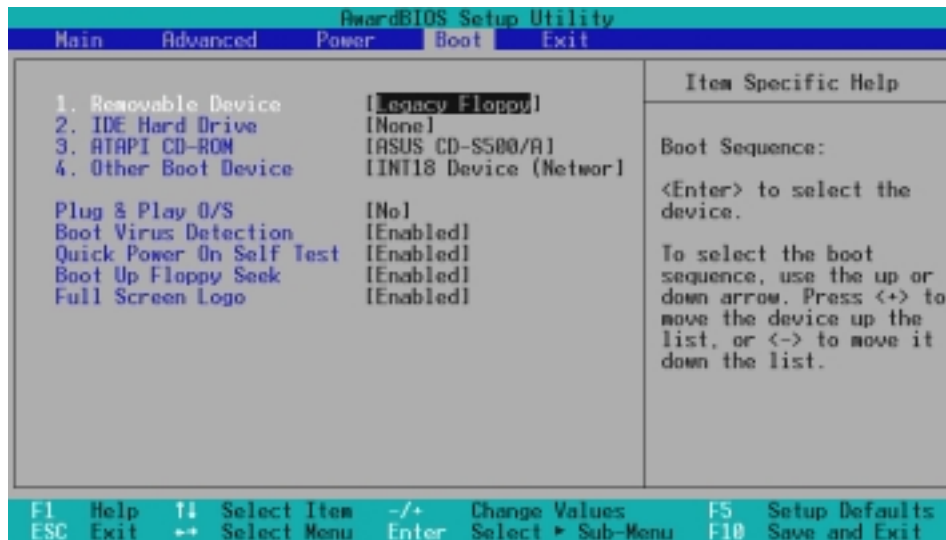 AwardBIOS Setup Utility
Main Advanced Power Boot Exit
1. Removable Device [Legacy Floppy]
2. IDE Hard Drive [None]
3. ATAPI CD-ROM [ASUS CD-S500/A]
4. Other Boot Device [INT18 Device (Networ]
Plug & Play O/S [No]
Boot Virus Detection [Enabled]
Quick Power On Self Test [Enabled]
Boot Up Floppy Seek [Enabled]
Full Screen Logo [Enabled]
Item Specific Help
Boot Sequence:
<Enter> to select the
device.
To select the boot
sequence, use the up or
down arrow. Press <+> to
move the device up the
list, or <-> to move it
down the list.
F1 Help ↑↓ Select Item -/+ Change Values F5 Setup Defaults
ESC Exit ←→ Select Menu Enter Select ► Sub-Menu F10 Save and Exit